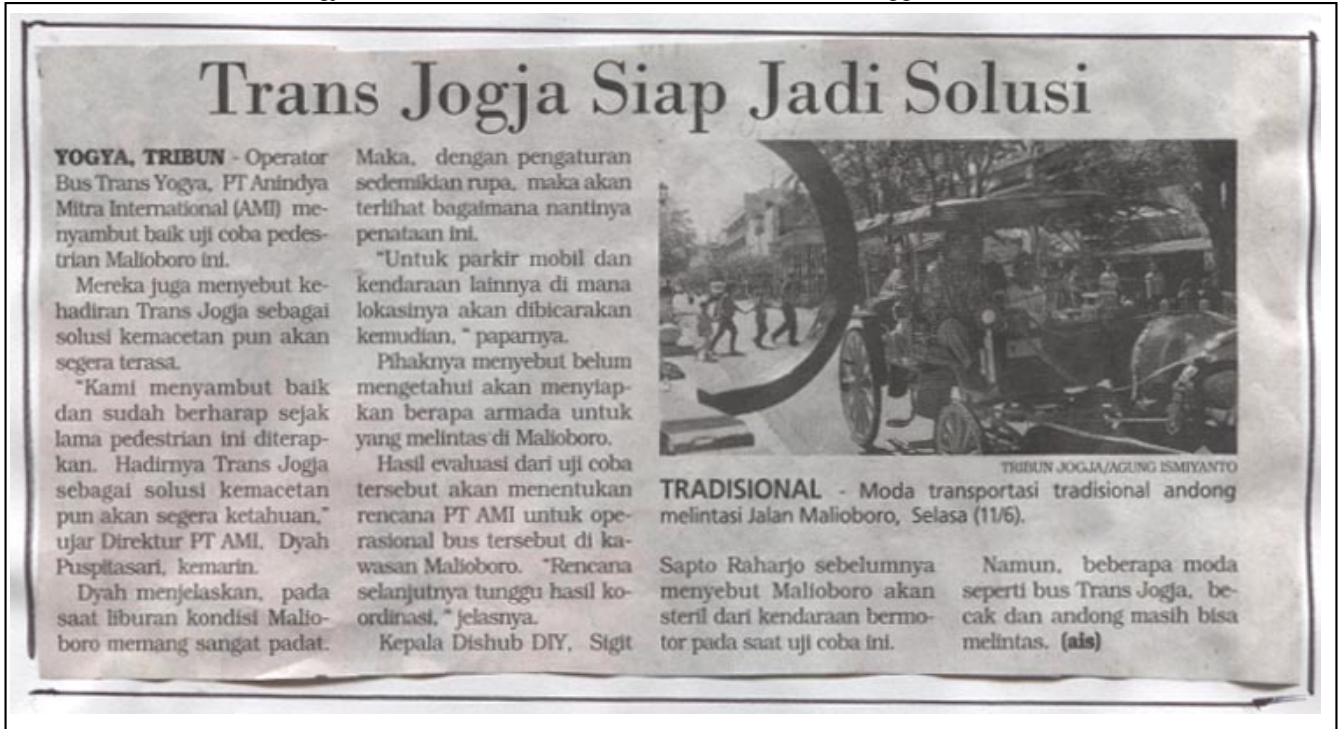 Trans Jogja Siap Jadi Solusi
YOGYA, TRIBUN - Operator
Bus Trans Yogya, PT Anindya
Mitra International (AMI) me-
nyambut baik uji coba pedes-
trian Malioboro ini.
Mereka juga menyebut ke-
hadiran Trans Jogja sebagai
solusi kemacetan pun akan
segera terasa.
"Kami menyambut baik
dan sudah berharap sejak
lama pedestrian ini diterap-
kan. Hadirnya Trans Jogja
sebagai solusi kemacetan
pun akan segera ketahuan,"
ujar Direktur PT AMI, Dyah
Puspitasari, kemarin.
Dyah menjelaskan, pada
saat liburan kondisi Malio-
boro memang sangat padat.
Maka, dengan pengaturan
sedemikian rupa, maka akan
terlihat bagaimana nantinya
penataan ini.
"Untuk parkir mobil dan
kendaraan lainnya di mana
lokasinya akan dibicarakan
kemudian, " paparnya.
Pihaknya menyebut belum
mengetahui akan menyiap-
kan berapa armada untuk
yang melintas di Malioboro.
Hasil evaluasi dari uji coba
tersebut akan menentukan
rencana PT AMI untuk ope-
rasional bus tersebut di ka-
wasan Malioboro. "Rencana
selanjutnya tunggu hasil ko-
ordinasi, " jelasnya.
Kepala Dishub DIY, Sigit
TRIBUN JOGJA/AGUNG ISMIYANTO
TRADISIONAL - Moda transportasi tradisional andong
melintasi Jalan Malioboro, Selasa (11/6).
Sapto Raharjo sebelumnya
menyebut Malioboro akan
steril dari kendaraan bermo-
tor pada saat uji coba ini.
Namun, beberapa moda
seperti bus Trans Jogja, be-
cak dan andong masih bisa
melintas. (ais)